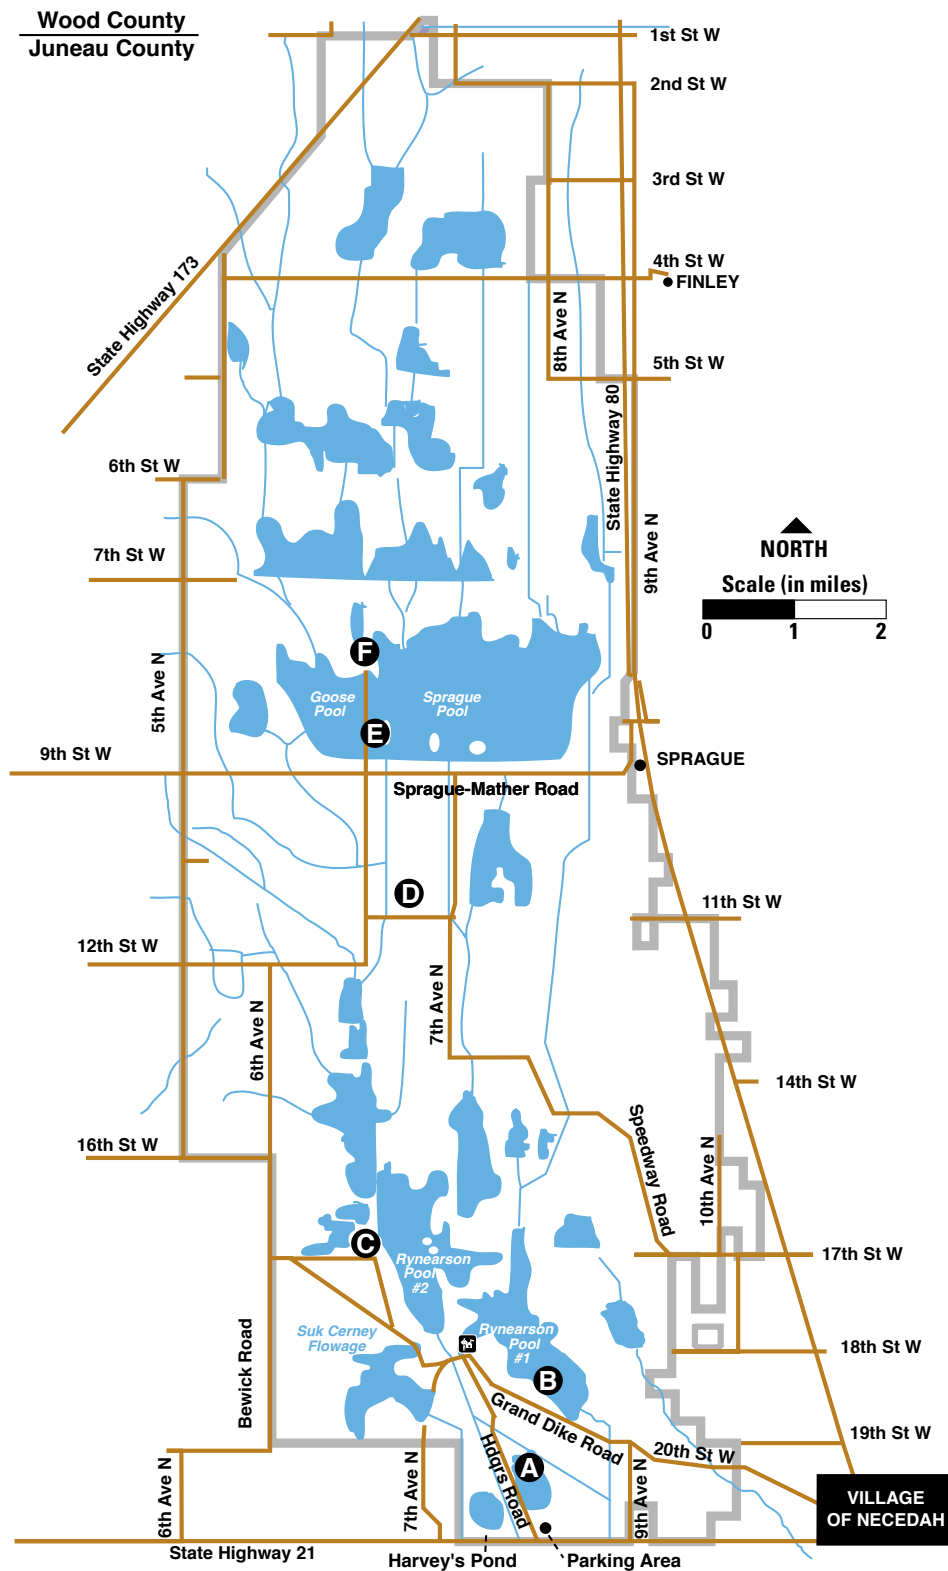 Wood County
Juneau County
1st St W
2nd St W
3rd St W
4th St W
FINLEY
State Highway 173
8th Ave N
5th St W
State Highway 80
6th St W
9th Ave N
7th St W
NORTH
Scale (in miles)
0 1 2
F
5th Ave N
Goose
Pool
Sprague
Pool
E
9th St W
SPRAGUE
Sprague-Mather Road
D
11th St W
12th St W
6th Ave N
7th Ave N
14th St W
16th St W
Speedway Road
10th Ave N
C
17th St W
Rynearson
Pool
#2
Suk Cerney
Flowage
Rynearson
Pool
#1
18th St W
Bewick Road
B
Grand Dike Road
19th St W
20th St W
Hdqrs Road
A
6th Ave N
7th Ave N
9th Ave N
VILLAGE
OF NECEDAH
State Highway 21
Harvey's Pond
Parking Area